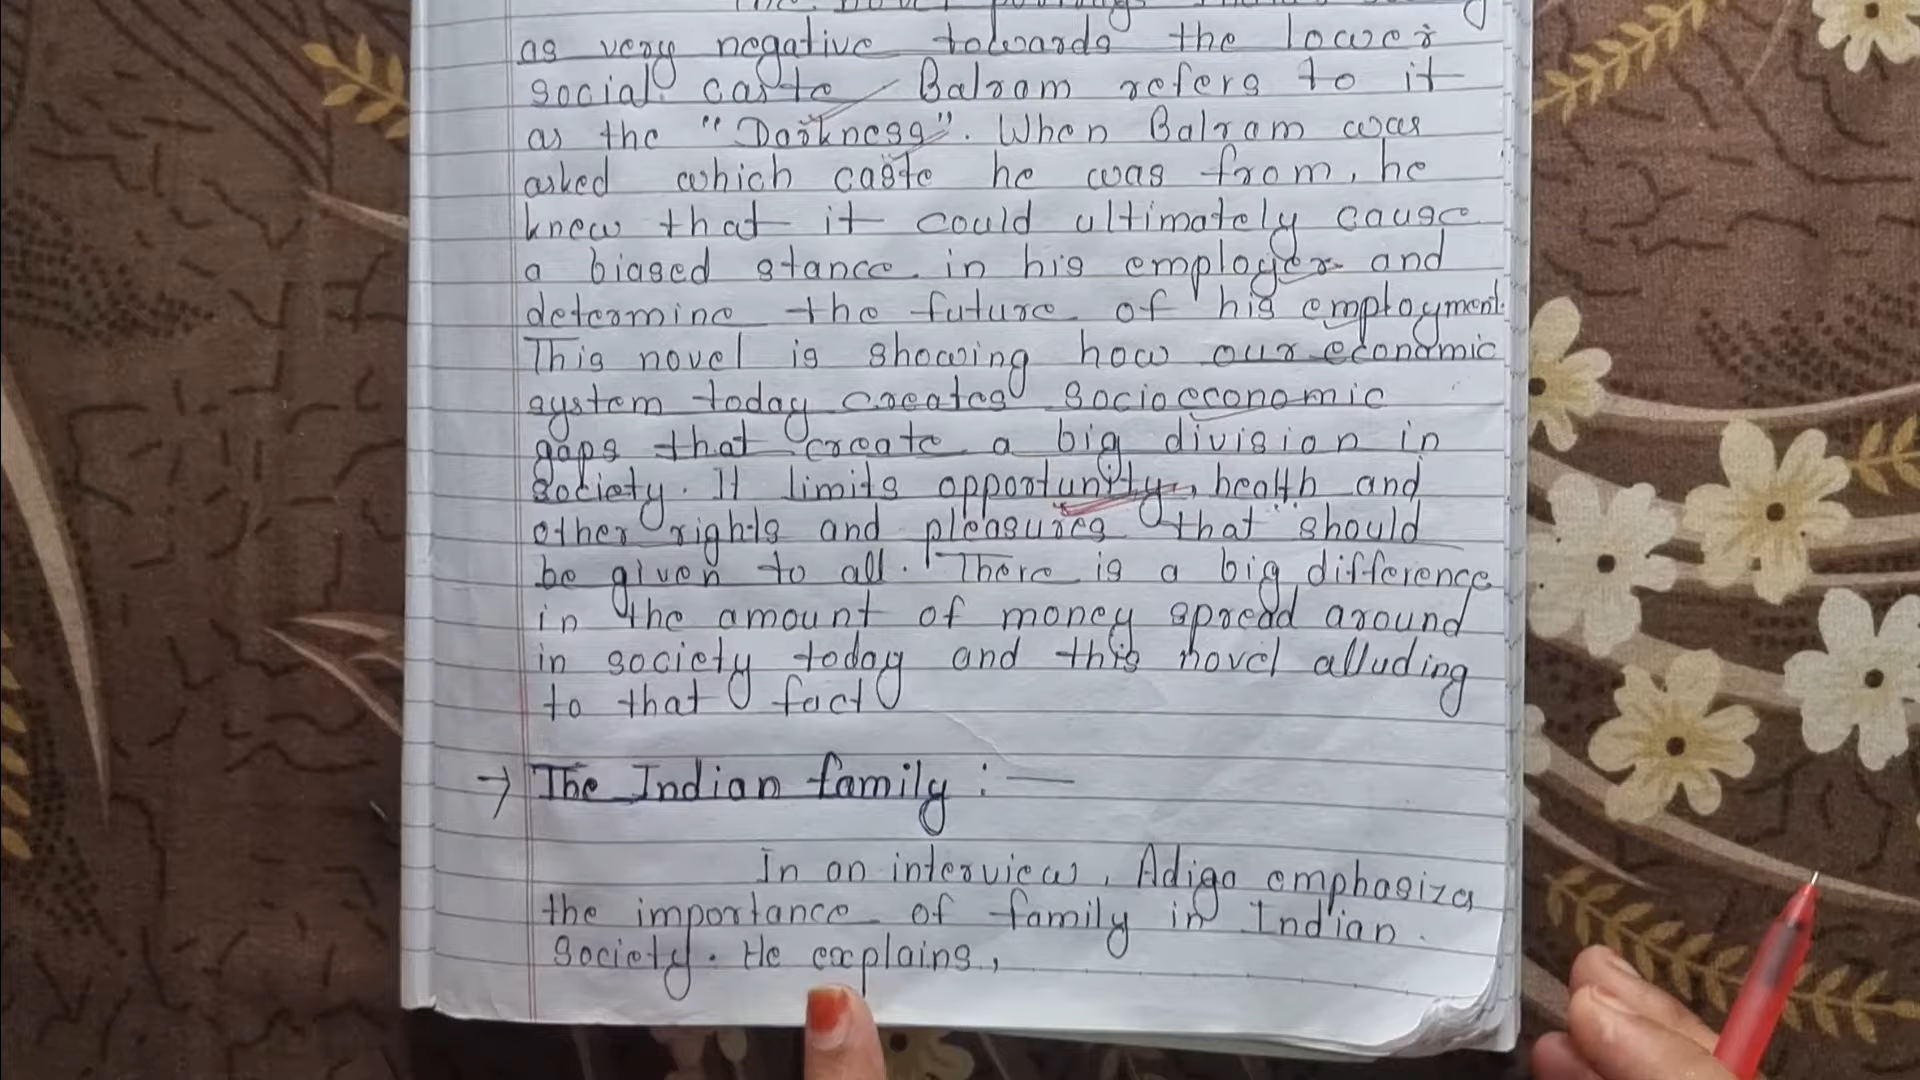 as very negative towards the lower
social caste Balram refers to it
as the "Darkness". When Balram was
asked which caste he was from, he
knew that it could ultimately cause
a biased stance in his employer and
determine the future of his employment.
This novel is showing how our economic
system today creates socioeconomic
gaps that create a big division in
society. It limits opportunity, health and
other rights and pleasures that should
be given to all. There is a big difference
in the amount of money spread around
in society today and this novel alluding
to that fact
→ The Indian family : —
In an interview, Adiga emphasizes
the importance of family in Indian
society. He explains,